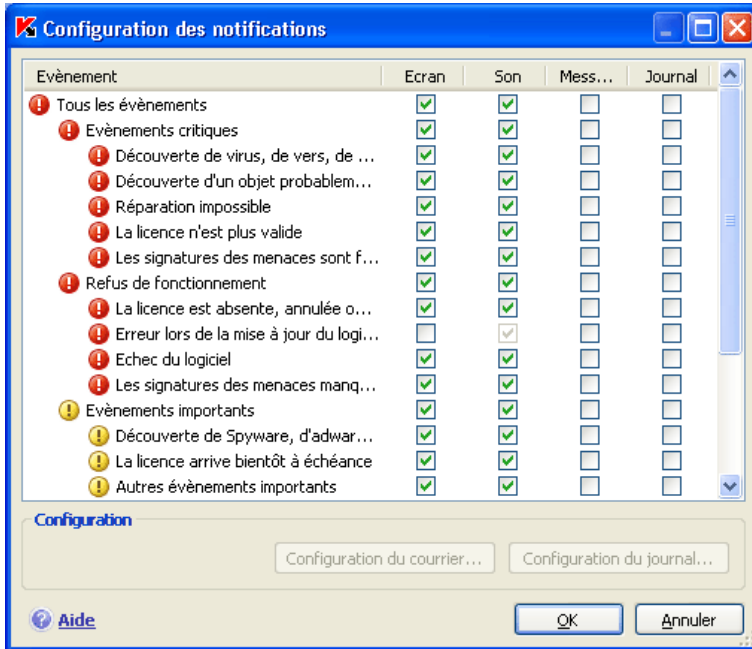 Configuration des notifications
Evènement Ecran Son Mess... Journal
Tous les évènements
Evènements critiques
Découverte de virus, de vers, de ...
Découverte d'un objet probablem...
Réparation impossible
La licence n'est plus valide
Les signatures des menaces sont f...
Refus de fonctionnement
La licence est absente, annulée o...
Erreur lors de la mise à jour du logi...
Echec du logiciel
Les signatures des menaces manq...
Evènements importants
Découverte de Spyware, d'adwar...
La licence arrive bientôt à échéance
Autres évènements importants
Configuration
Configuration du courrier... Configuration du journal...
Aide OK Annuler